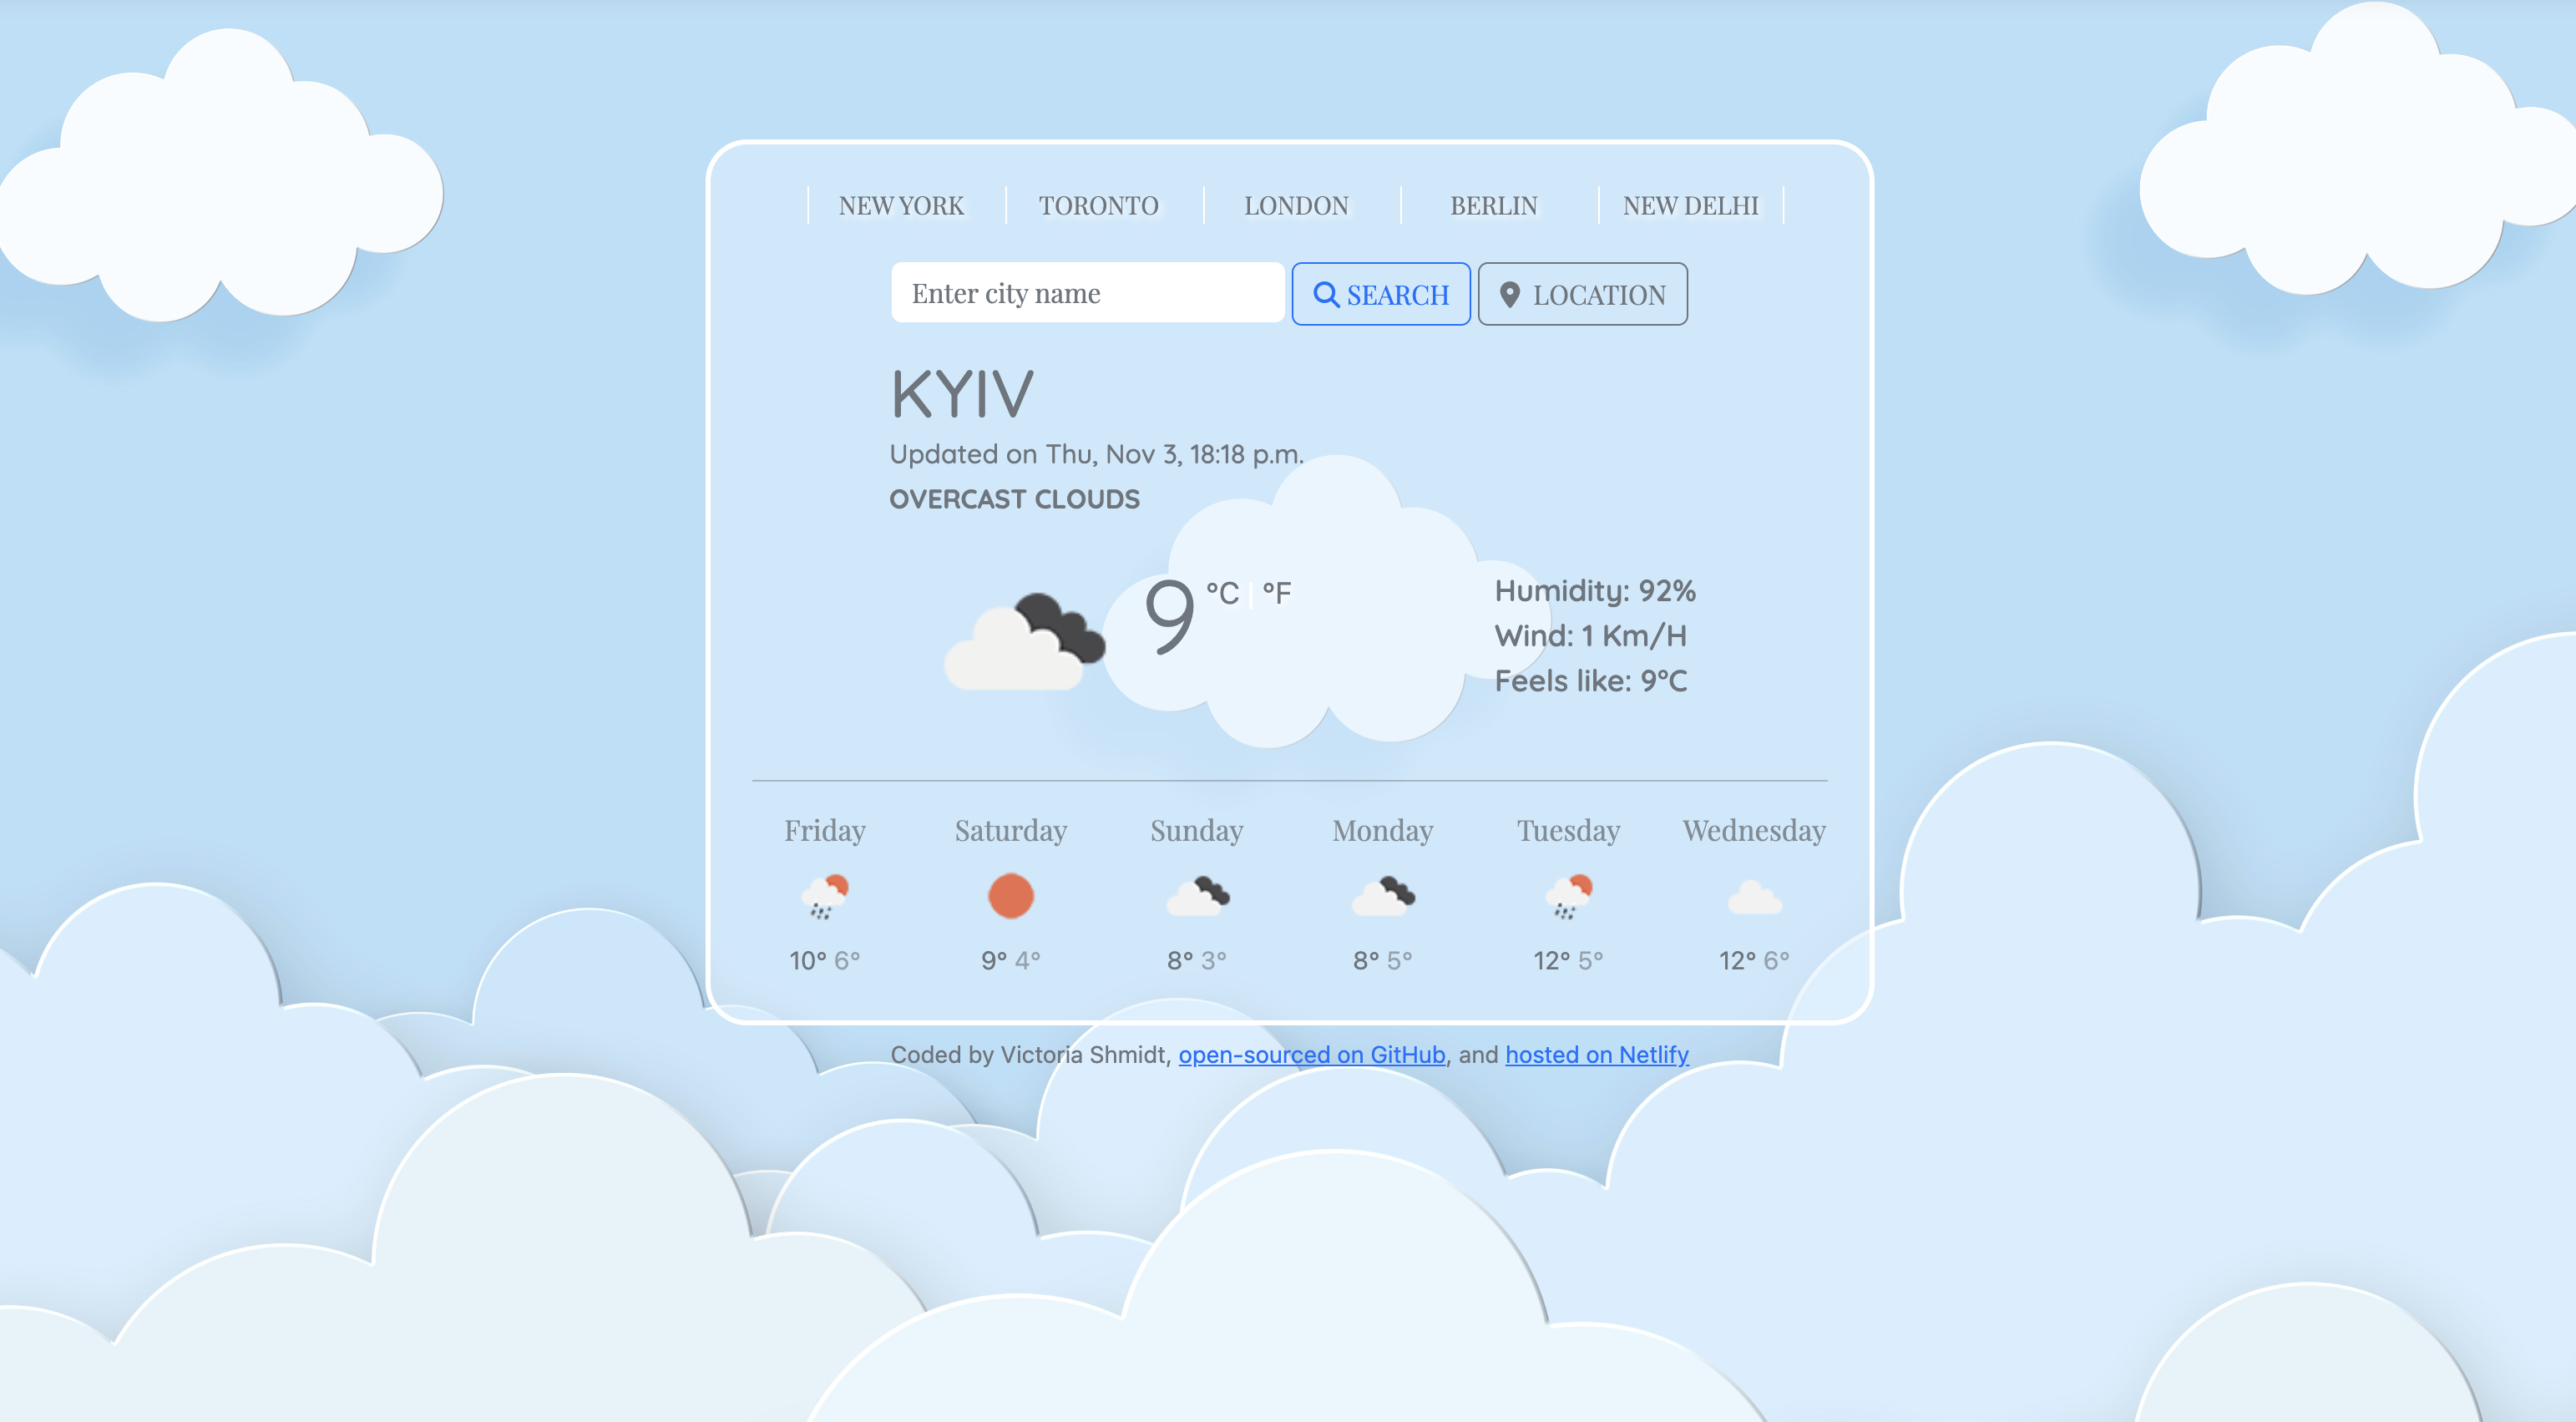 NEW YORK TORONTO LONDON BERLIN NEW DELHI
Enter city name SEARCH LOCATION
KYIV
Updated on Thu, Nov 3, 18:18 p.m.
OVERCAST CLOUDS
9 °C | °F
Humidity: 92%
Wind: 1 Km/H
Feels like: 9°C
Friday Saturday Sunday Monday Tuesday Wednesday
10° 6° 9° 4° 8° 3° 8° 5° 12° 5° 12° 6°
Coded by Victoria Shmidt, open-sourced on GitHub, and hosted on Netlify